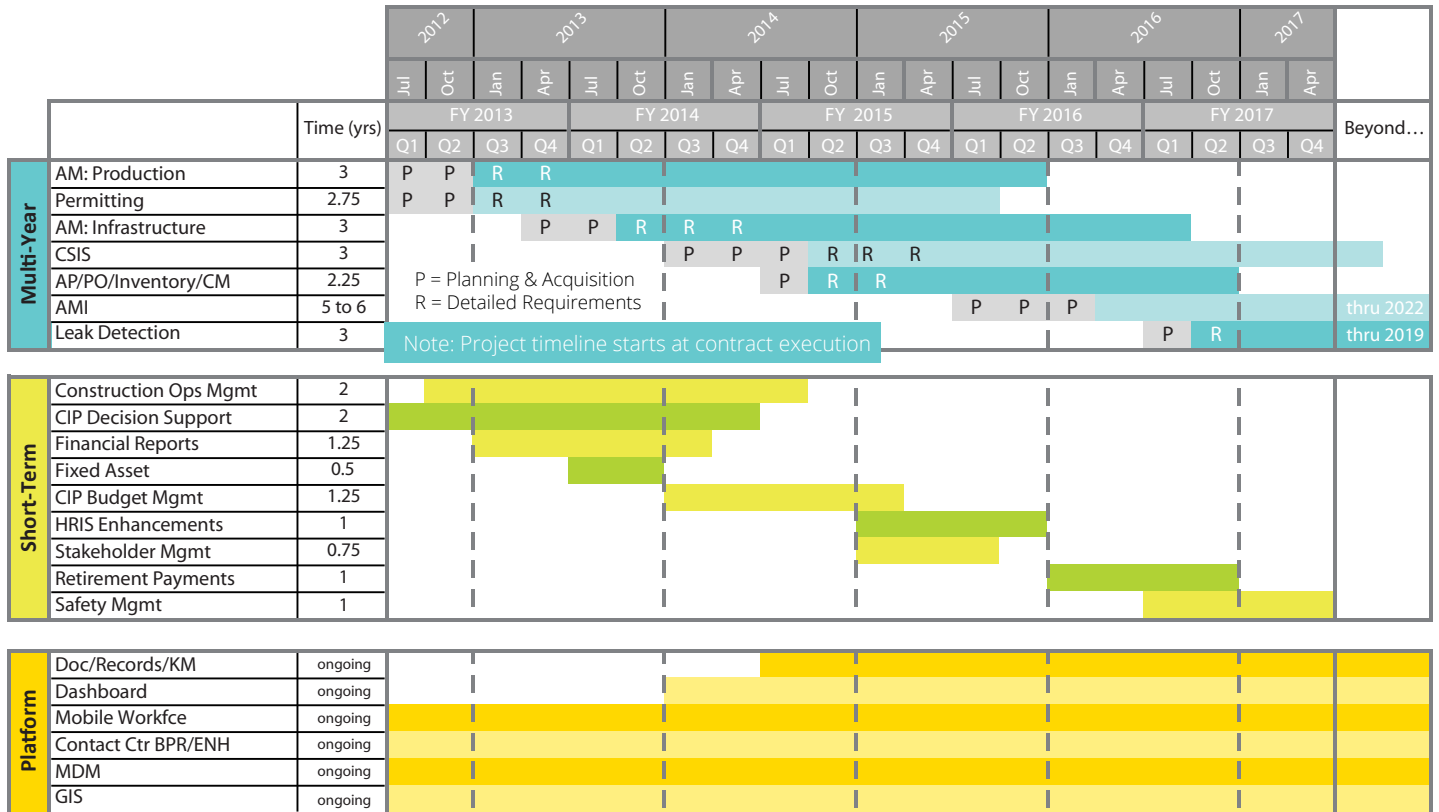 2012 2013 2014 2015 2016 2017
Jul Oct Jan Apr Jul Oct Jan Apr Jul Oct Jan Apr Jul Oct Jan Apr Jul Oct Jan Apr
Time (yrs) FY 2013 FY 2014 FY 2015 FY 2016 FY 2017 Beyond…
Q1 Q2 Q3 Q4 Q1 Q2 Q3 Q4 Q1 Q2 Q3 Q4 Q1 Q2 Q3 Q4 Q1 Q2 Q4
Multi-Year
AM: Production 3 P P R R
Permitting 2.75 P P R R
AM: Infrastructure 3 P P R R R
CSIS 3 P P P R R R
AP/PO/Inventory/CM 2.25 P R R
AMI 5 to 6 P P P thru 2022
Leak Detection 3 P R thru 2019
P = Planning & Acquisition
R = Detailed Requirements
Note: Project timeline starts at contract execution
Short-Term
Construction Ops Mgmt 2
CIP Decision Support 2
Financial Reports 1.25
Fixed Asset 0.5
CIP Budget Mgmt 1.25
HRIS Enhancements 1
Stakeholder Mgmt 0.75
Retirement Payments 1
Safety Mgmt 1
Platform
Doc/Records/KM ongoing
Dashboard ongoing
Mobile Workfce ongoing
Contact Ctr BPR/ENH ongoing
MDM ongoing
GIS ongoing